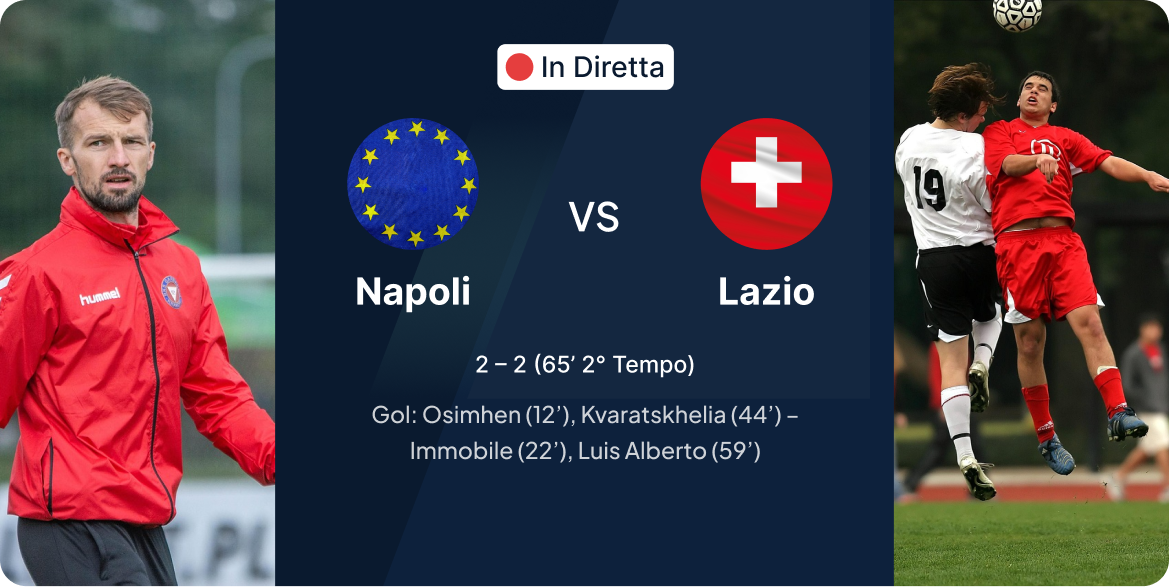 In Diretta
VS
Napoli
Lazio
2 – 2 (65’ 2° Tempo)
Gol: Osimhen (12’), Kvaratskhelia (44’) –
Immobile (22’), Luis Alberto (59’)
hummel
19